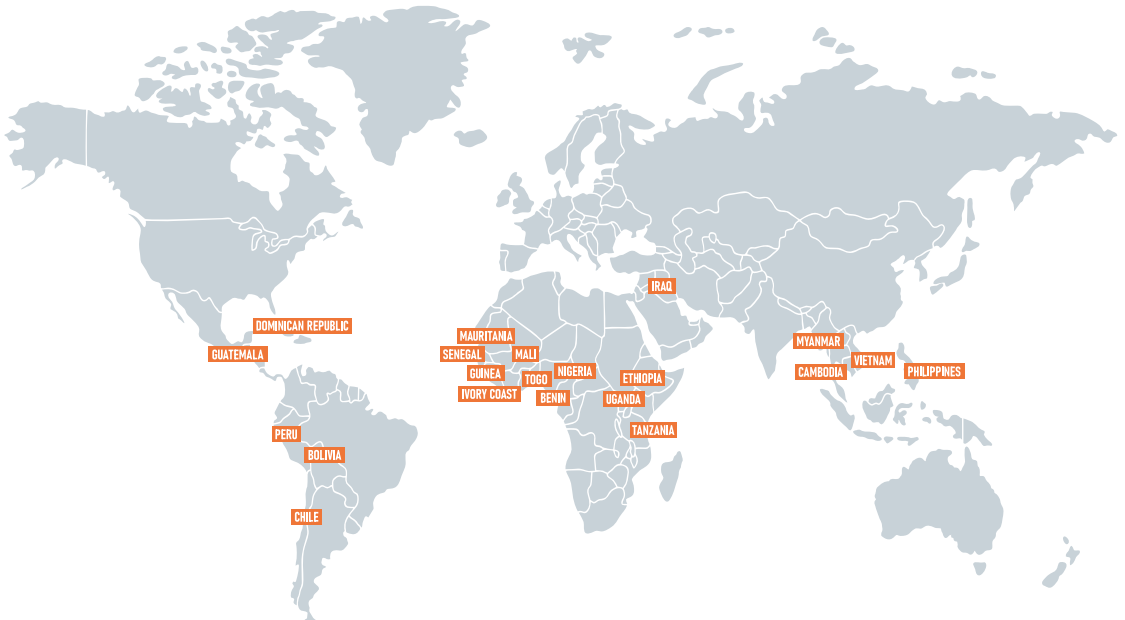 IRAQ
DOMINICAN REPUBLIC
GUATEMALA
MAURITANIA
SENEGAL
MALI
GUINEA
TOGO
NIGERIA
IVORY COAST
BENIN
ETHIOPIA
UGANDA
TANZANIA
MYANMAR
VIETNAM
CAMBODIA
PHILIPPINES
PERU
BOLIVIA
CHILE